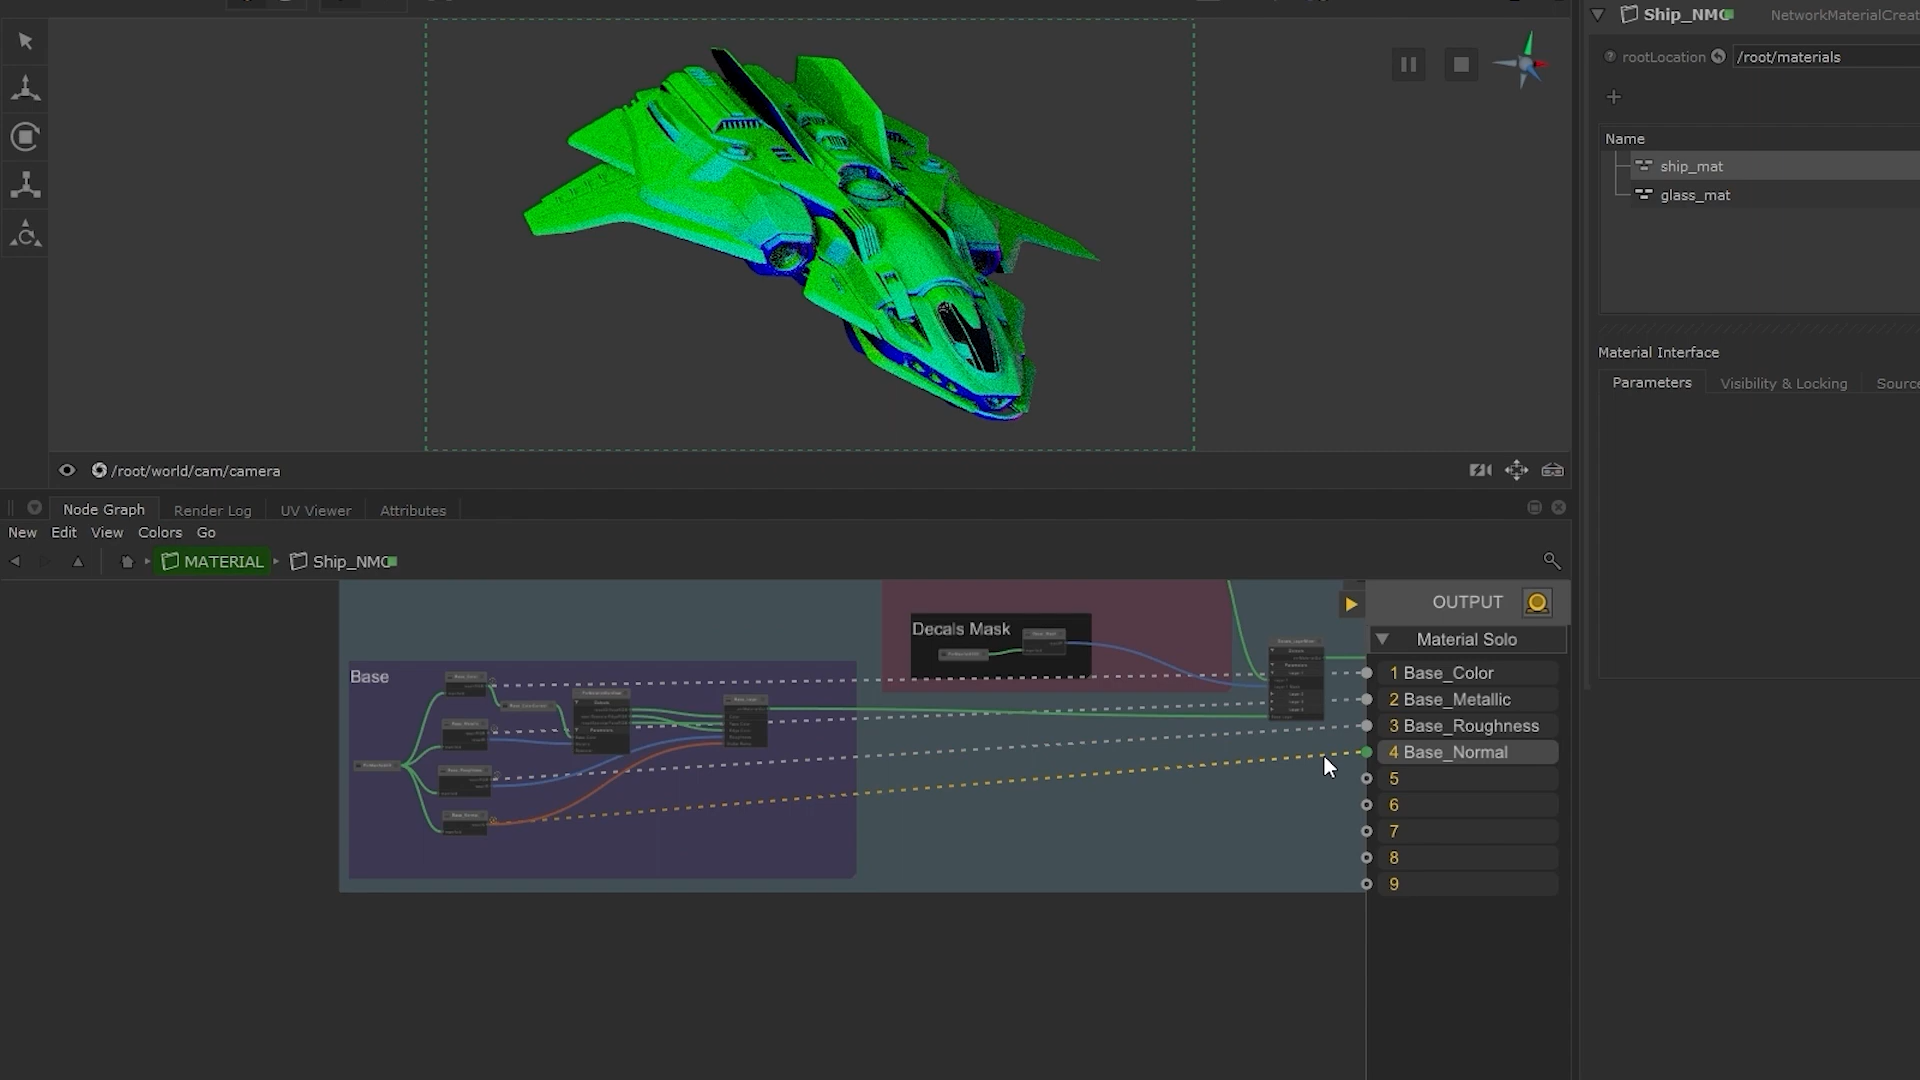 Ship_NMC
NetworkMaterialCreat
rootLocation /root/materials
Name
ship_mat
glass_mat
Material Interface
Parameters Visibility & Locking Source
/root/world/cam/camera
Node Graph Render Log UV Viewer Attributes
New Edit View Colors Go
MATERIAL Ship_NMC
OUTPUT
Material Solo
1 Base_Color
2 Base_Metallic
3 Base_Roughness
4 Base_Normal
5
6
7
8
9
Decals Mask
Base